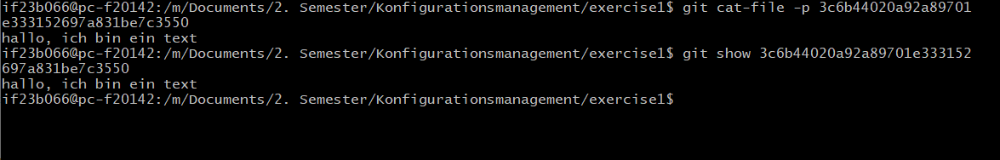 if23b066@pc-f20142:/m/Documents/2. Semester/Konfigurationsmanagement/exercise1$ git cat-file -p 3c6b44020a92a89701
e333152697a831be7c3550
hallo, ich bin ein text
if23b066@pc-f20142:/m/Documents/2. Semester/Konfigurationsmanagement/exercise1$ git show 3c6b44020a92a89701e333152
697a831be7c3550
hallo, ich bin ein text
if23b066@pc-f20142:/m/Documents/2. Semester/Konfigurationsmanagement/exercise1$